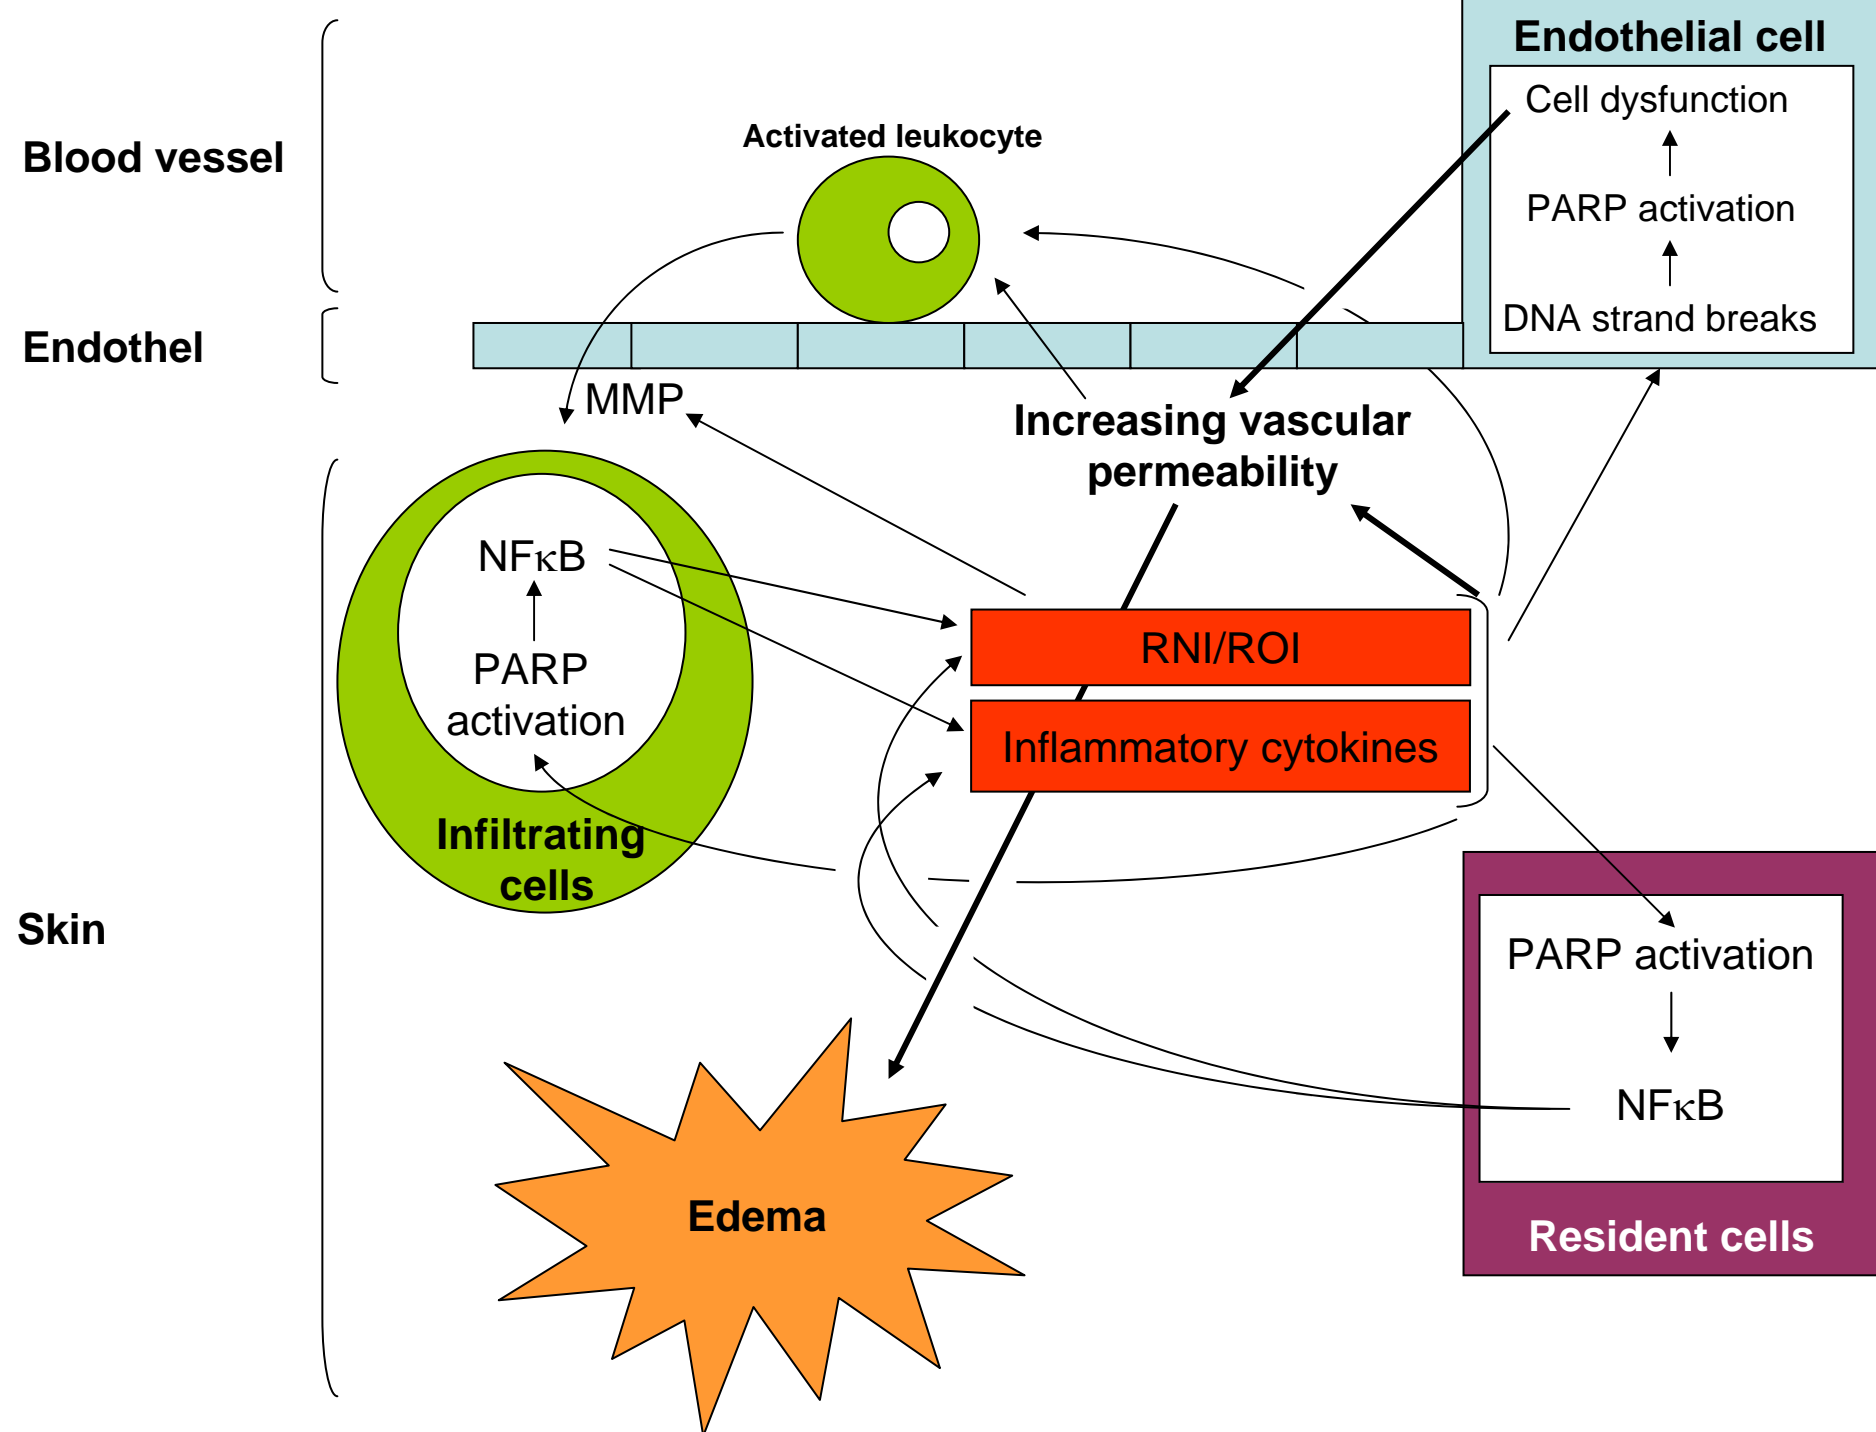 Endothelial cell
Cell dysfunction
Activated leukocyte
Blood vessel
PARP activation
DNA strand breaks
Endothel
MMP
Increasing vascular
permeability
NFκB
PARP
activation
RNI/ROI
Inflammatory cytokines
Infiltrating
cells
Skin
PARP activation
NFκB
Edema
Resident cells